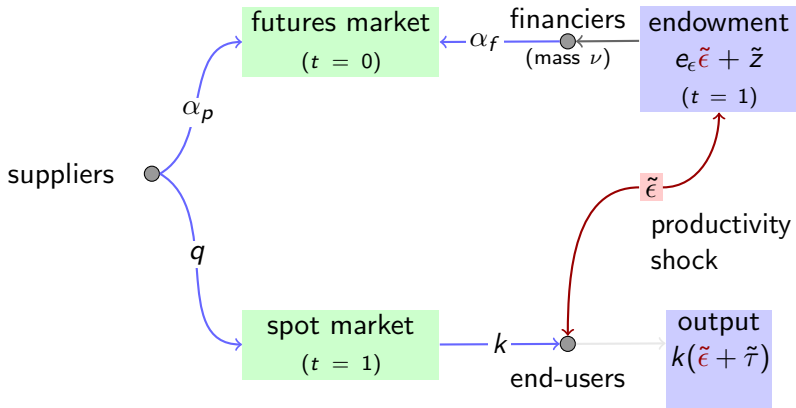 futures market
(t = 0)
financiers
(mass ν)
endowment
e_ϵ ϵ̃ + z̃
(t = 1)
α_f
α_p
suppliers
ϵ̃
productivity
shock
q
spot market
(t = 1)
k
end-users
output
k(ϵ̃ + τ̃)